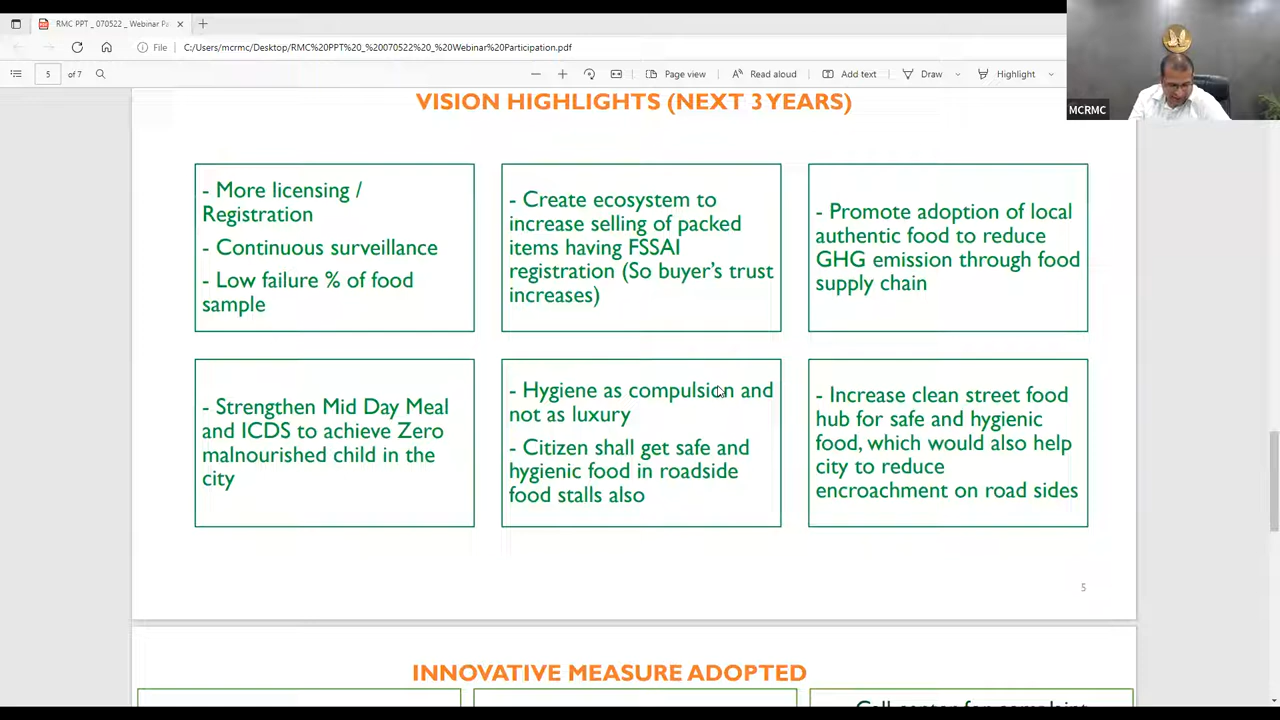 RMC PPT _ 070522 _ Webinar Pa
File
C:/Users/mcrmc/Desktop/RMC%20PPT%20_%20070522%20_%20Webinar%20Participation.pdf
5 of 7
Page view
Read aloud
Add text
Draw
Highlight
MCRMC
VISION HIGHLIGHTS (NEXT 3 YEARS)
- More licensing /
Registration
- Continuous surveillance
- Low failure % of food
sample
- Create ecosystem to
increase selling of packed
items having FSSAI
registration (So buyer's trust
increases)
- Promote adoption of local
authentic food to reduce
GHG emission through food
supply chain
- Strengthen Mid Day Meal
and ICDS to achieve Zero
malnourished child in the
city
- Hygiene as compulsion and
not as luxury
- Citizen shall get safe and
hygienic food in roadside
food stalls also
- Increase clean street food
hub for safe and hygienic
food, which would also help
city to reduce
encroachment on road sides
5
INNOVATIVE MEASURE ADOPTED